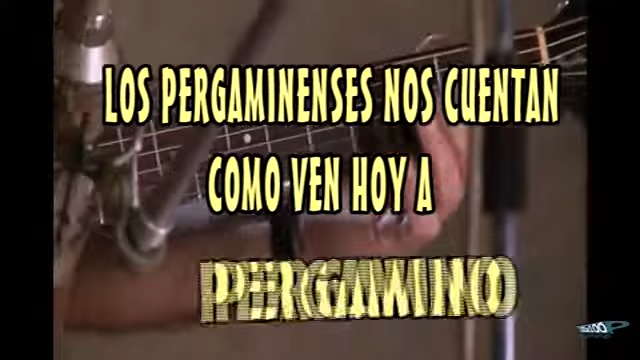 LOS PERGAMINENSES NOS CUENTAN
COMO VEN HOY A
PERGAMINO